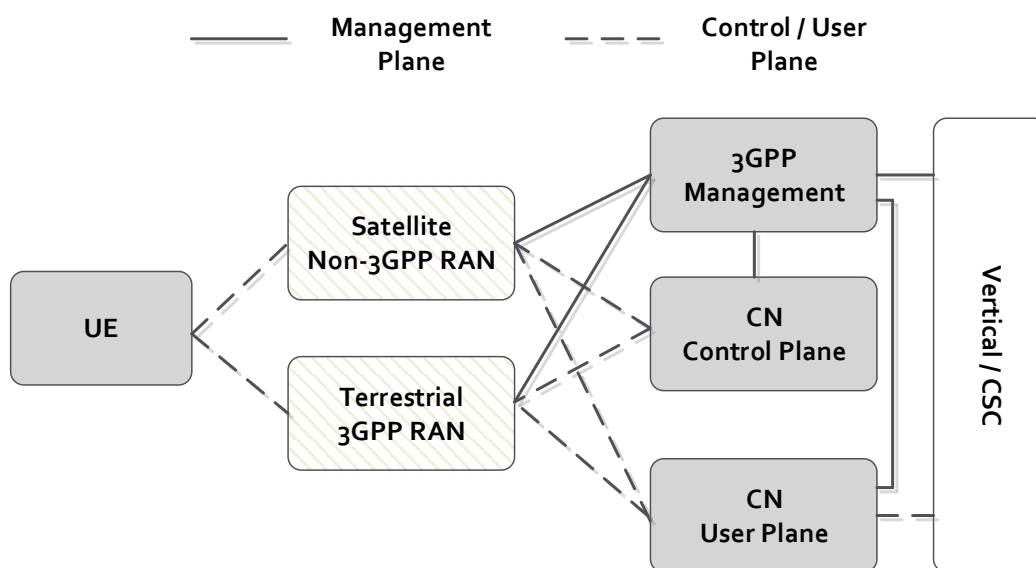 Management
Plane
Control / User
Plane
3GPP
Management
Satellite
Non-3GPP RAN
UE
CN
Control Plane
Terrestrial
3GPP RAN
CN
User Plane
Vertical / CSC